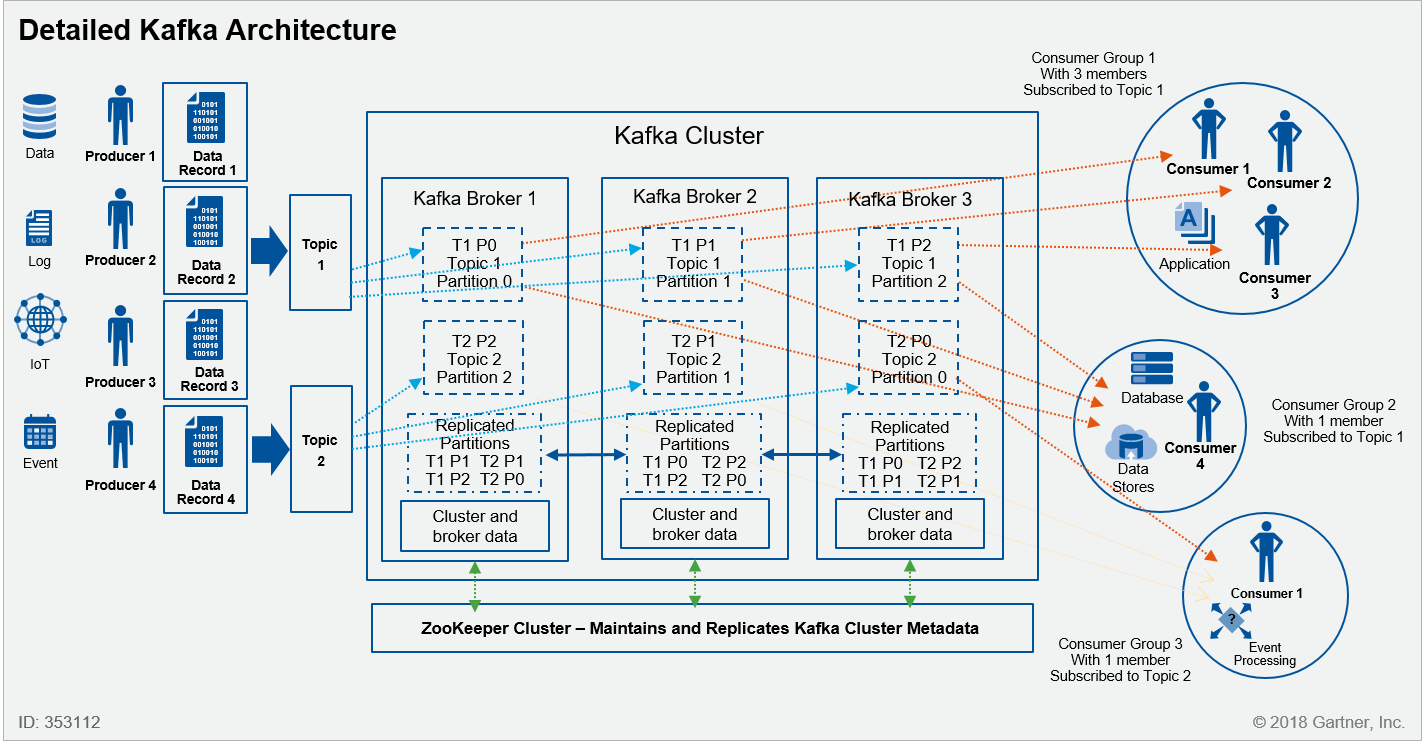 Detailed Kafka Architecture
Data
Log
IoT
Event
LOG
Producer 1
Producer 2
Producer 3
Producer 4
0101
110101
001001
010010
100101
Data
Record 1
0101
110101
001001
010010
100101
Data
Record 2
0101
110101
001001
010010
100101
Data
Record 3
0101
110101
001001
010010
100101
Data
Record 4
Topic
1
Topic
2
Kafka Cluster
Kafka Broker 1
T1 P0
Topic 1
Partition 0
T2 P2
Topic 2
Partition 2
Replicated
Partitions
T1 P1 T2 P1
T1 P2 T2 P0
Cluster and
broker data
Kafka Broker 2
T1 P1
Topic 1
Partition 1
T2 P1
Topic 2
Partition 1
Replicated
Partitions
T1 P0 T2 P2
T1 P2 T2 P0
Cluster and
broker data
Kafka Broker 3
T1 P2
Topic 1
Partition 2
T2 P0
Topic 2
Partition 0
Replicated
Partitions
T1 P0 T2 P2
T1 P1 T2 P1
Cluster and
broker data
ZooKeeper Cluster – Maintains and Replicates Kafka Cluster Metadata
Consumer Group 1
With 3 members
Subscribed to Topic 1
Consumer 1
Consumer 2
A
Application
Consumer
3
Database
Consumer
4
Data
Stores
Consumer Group 2
With 1 member
Subscribed to Topic 1
Consumer 1
?
Event
Processing
Consumer Group 3
With 1 member
Subscribed to Topic 2
ID: 353112
© 2018 Gartner, Inc.